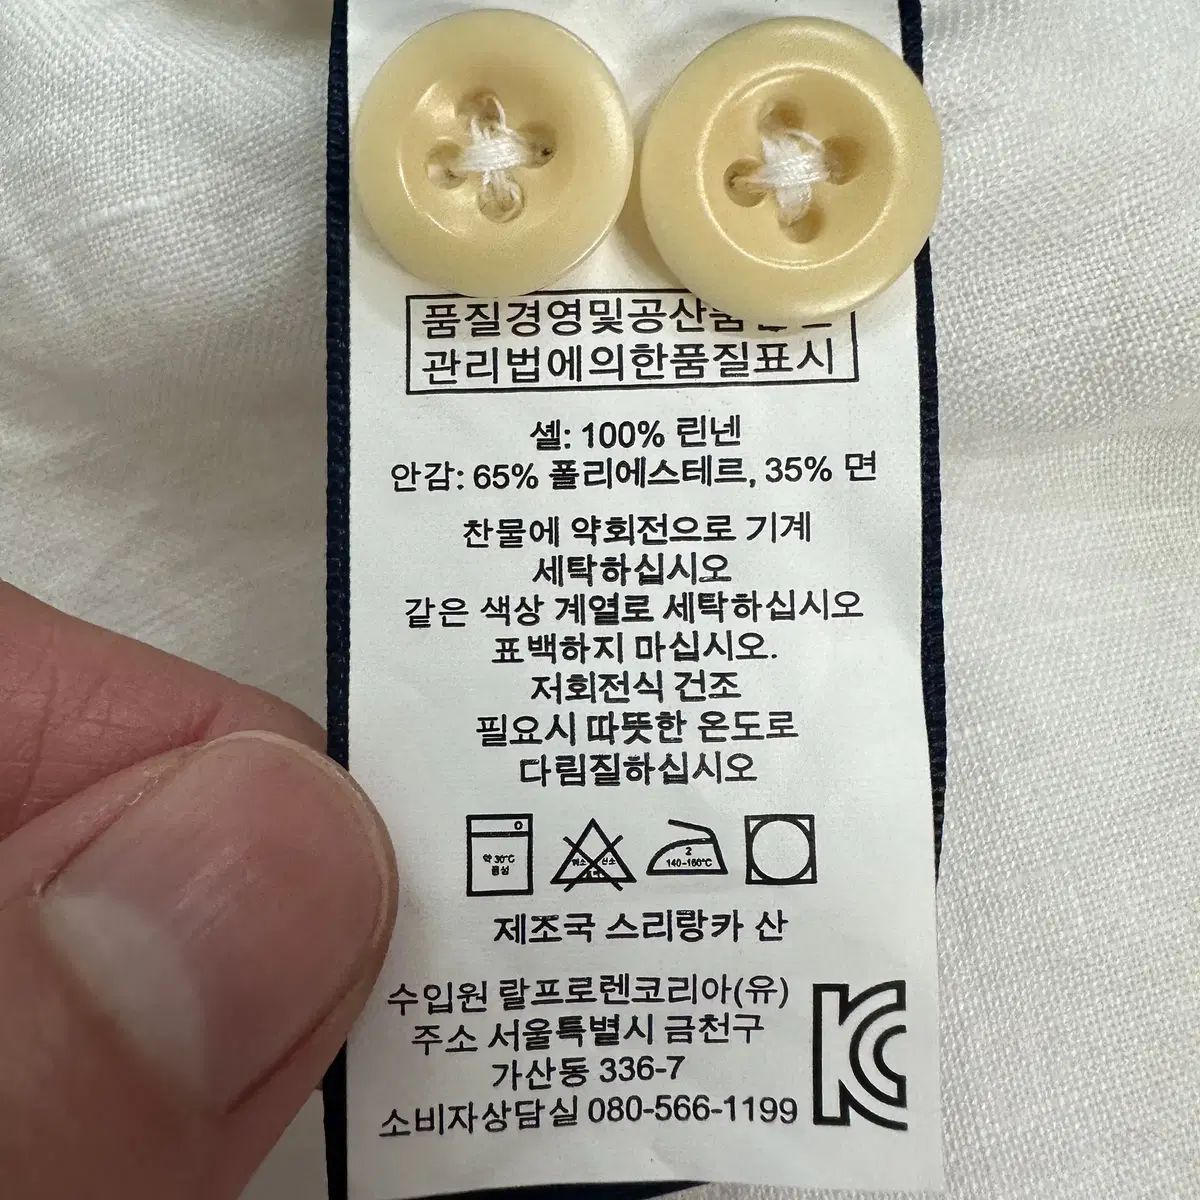 품질경영및공산품
관리법에의한품질표시
셸: 100% 린넨
안감: 65% 폴리에스테르, 35% 면
찬물에 약회전으로 기계
세탁하십시오
같은 색상 계열로 세탁하십시오
표백하지 마십시오.
저회전식 건조
필요시 따뜻한 온도로
다림질하십시오
약 30°C
중성
2
140~160°C
제조국 스리랑카 산
수입원 랄프로렌코리아(유)
주소 서울특별시 금천구
가산동 336-7
소비자상담실 080-566-1199